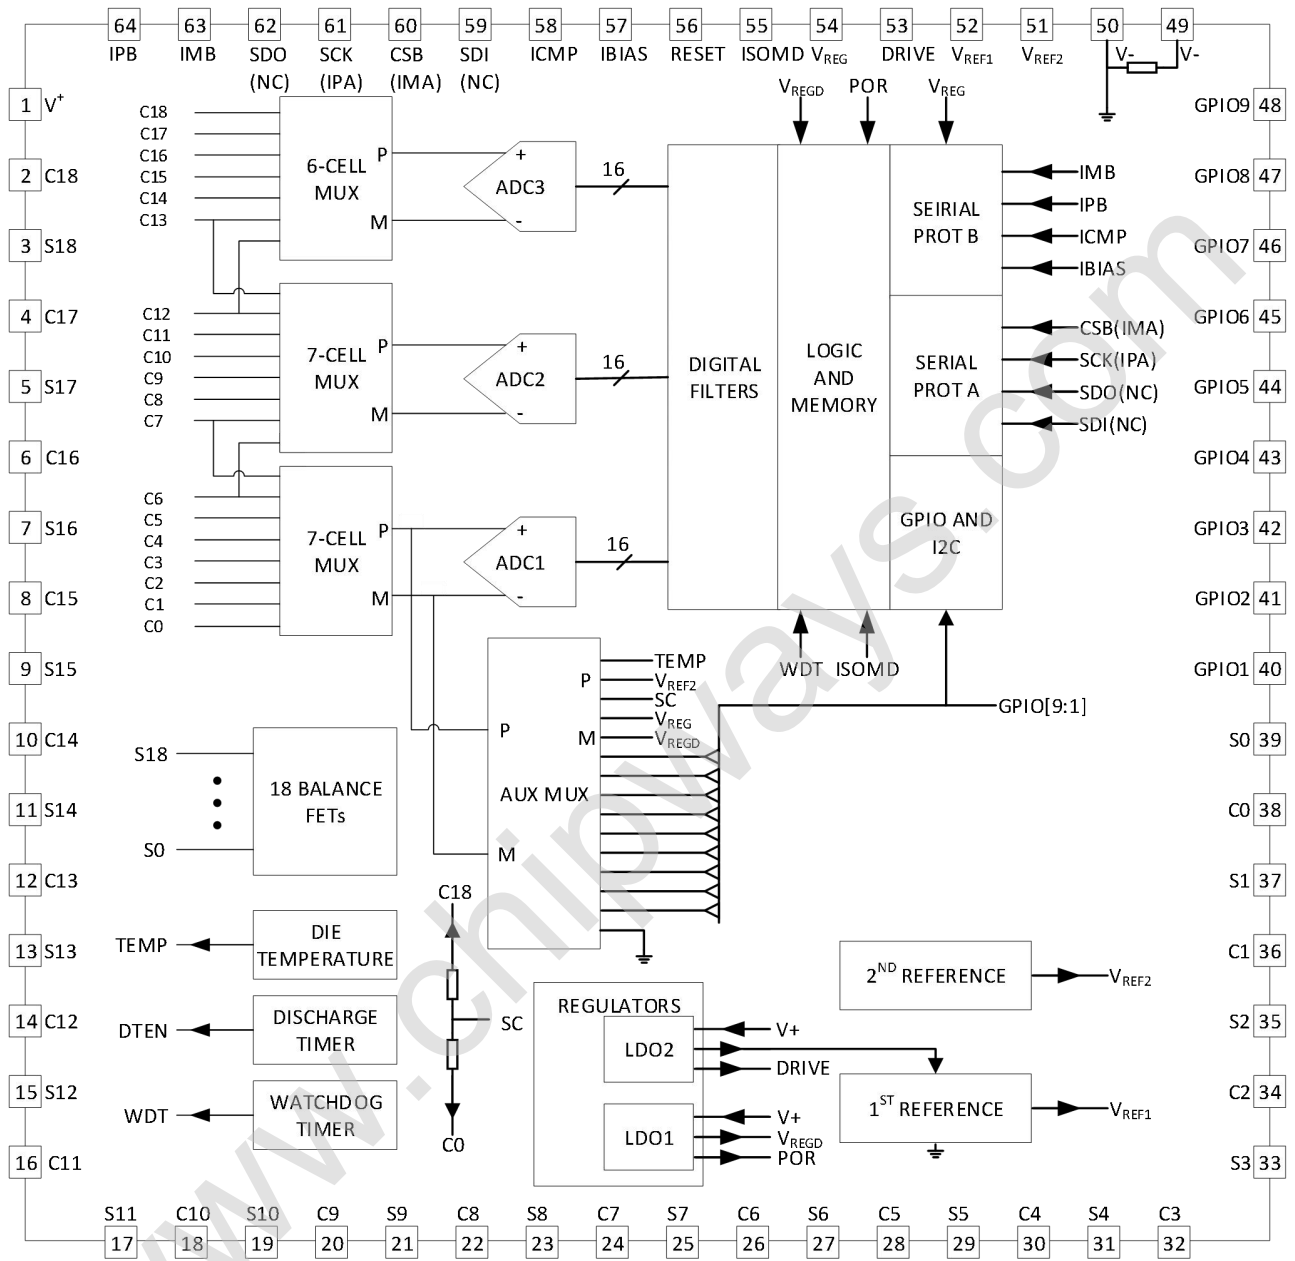 64 63 62 61 60 59 58 57 56 55 54 53 52 51 50 49
IPB IMB SDO SCK CSB SDI ICMP IBIAS RESET ISOMD VREG DRIVE VREF1 VREF2 V- V-
(NC) (IPA) (IMA) (NC)
1 V+
2 C18
3 S18
4 C17
5 S17
6 C16
7 S16
8 C15
9 S15
10 C14
11 S14
12 C13
13 S13
14 C12
15 S12
16 C11
C18
C17
C16
C15
C14
C13
6-CELL
MUX
P
M
+
ADC3
-
16
C12
C11
C10
C9
C8
C7
7-CELL
MUX
P
M
+
ADC2
-
16
C6
C5
C4
C3
C2
C1
C0
7-CELL
MUX
P
M
+
ADC1
-
16
VREGD POR VREG
DIGITAL
FILTERS
LOGIC
AND
MEMORY
SEIRIAL
PROT B
SERIAL
PROT A
GPIO AND
I2C
IMB
IPB
ICMP
IBIAS
CSB(IMA)
SCK(IPA)
SDO(NC)
SDI(NC)
WDT ISOMD
GPIO[9:1]
P
M
P
AUX MUX
M
TEMP
VREF2
SC
VREG
VREGD
S18
S0
18 BALANCE
FETs
TEMP
DIE
TEMPERATURE
DTEN
DISCHARGE
TIMER
WDT
WATCHDOG
TIMER
C18
SC
C0
REGULATORS
LDO2
V+
DRIVE
LDO1
V+
VREGD
POR
2ND REFERENCE
VREF2
1ST REFERENCE
VREF1
GPIO9 48
GPIO8 47
GPIO7 46
GPIO6 45
GPIO5 44
GPIO4 43
GPIO3 42
GPIO2 41
GPIO1 40
S0 39
C0 38
S1 37
C1 36
S2 35
C2 34
S3 33
S11 C10 S10 C9 S9 C8 S8 C7 S7 C6 S6 C5 S5 C4 S4 C3
17 18 19 20 21 22 23 24 25 26 27 28 29 30 31 32
www.chipways.com